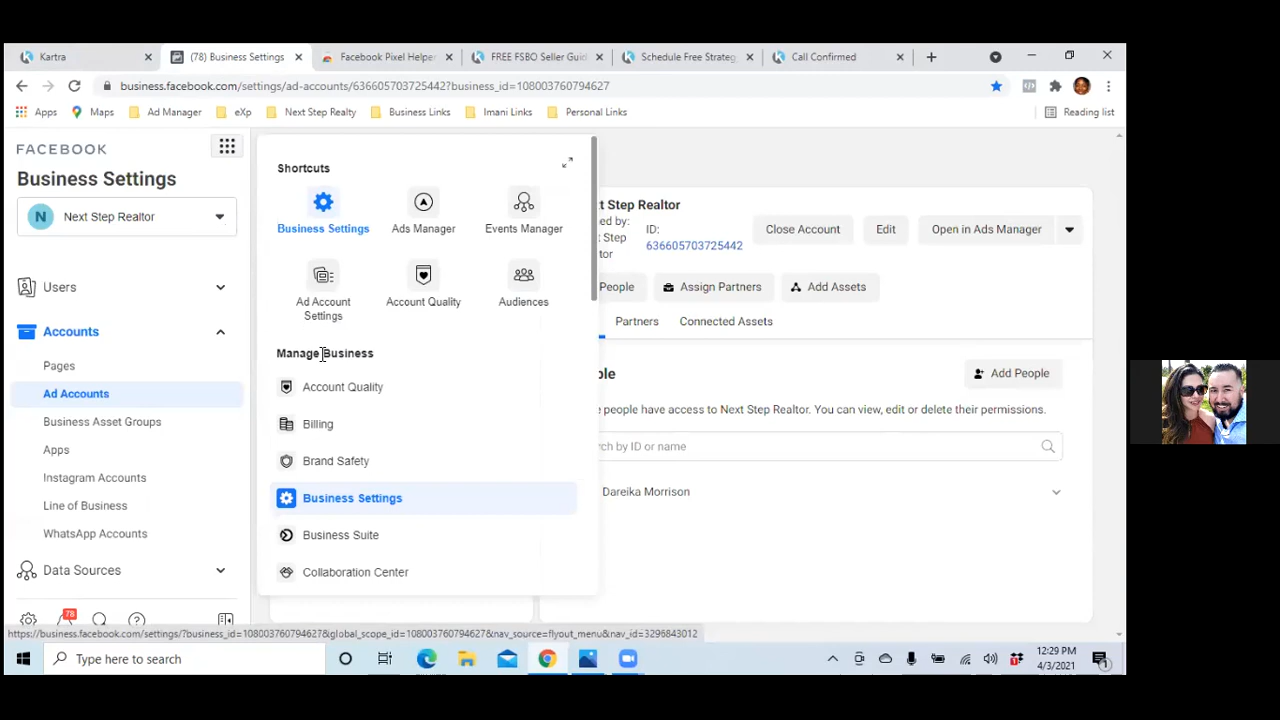 Kartra
(78) Business Settings
Facebook Pixel Helper
FREE FSBO Seller Guid
Schedule Free Strateg
Call Confirmed
business.facebook.com/settings/ad-accounts/636605703725442?business_id=1080037607946​27
Apps
Maps
Ad Manager
eXp
Next Step Realty
Business Links
Imani Links
Personal Links
Reading list
FACEBOOK
Business Settings
N
Next Step Realtor
Users
Accounts
Pages
Ad Accounts
Business Asset Groups
Apps
Instagram Accounts
Line of Business
WhatsApp Accounts
Data Sources
78
Shortcuts
Business Settings
Ads Manager
Events Manager
Ad Account
Settings
Account Quality
Audiences
Manage Business
Account Quality
Billing
Brand Safety
Business Settings
Business Suite
Collaboration Center
t Step Realtor
ed by:
t Step
or
ID:
636605703725442
Close Account
Edit
Open in Ads Manager
People
Assign Partners
Add Assets
Partners
Connected Assets
ple
Add People
e people have access to Next Step Realtor. You can view, edit or delete their permissions.
rch by ID or name
Dareika Morrison
https://business.facebook.com/settings/?business_id=108003760794627&global_scope_id=108003760794627&nav_source=flyout_menu&nav_id=3296843012
Type here to search
12:29 PM
4/3/2021
1